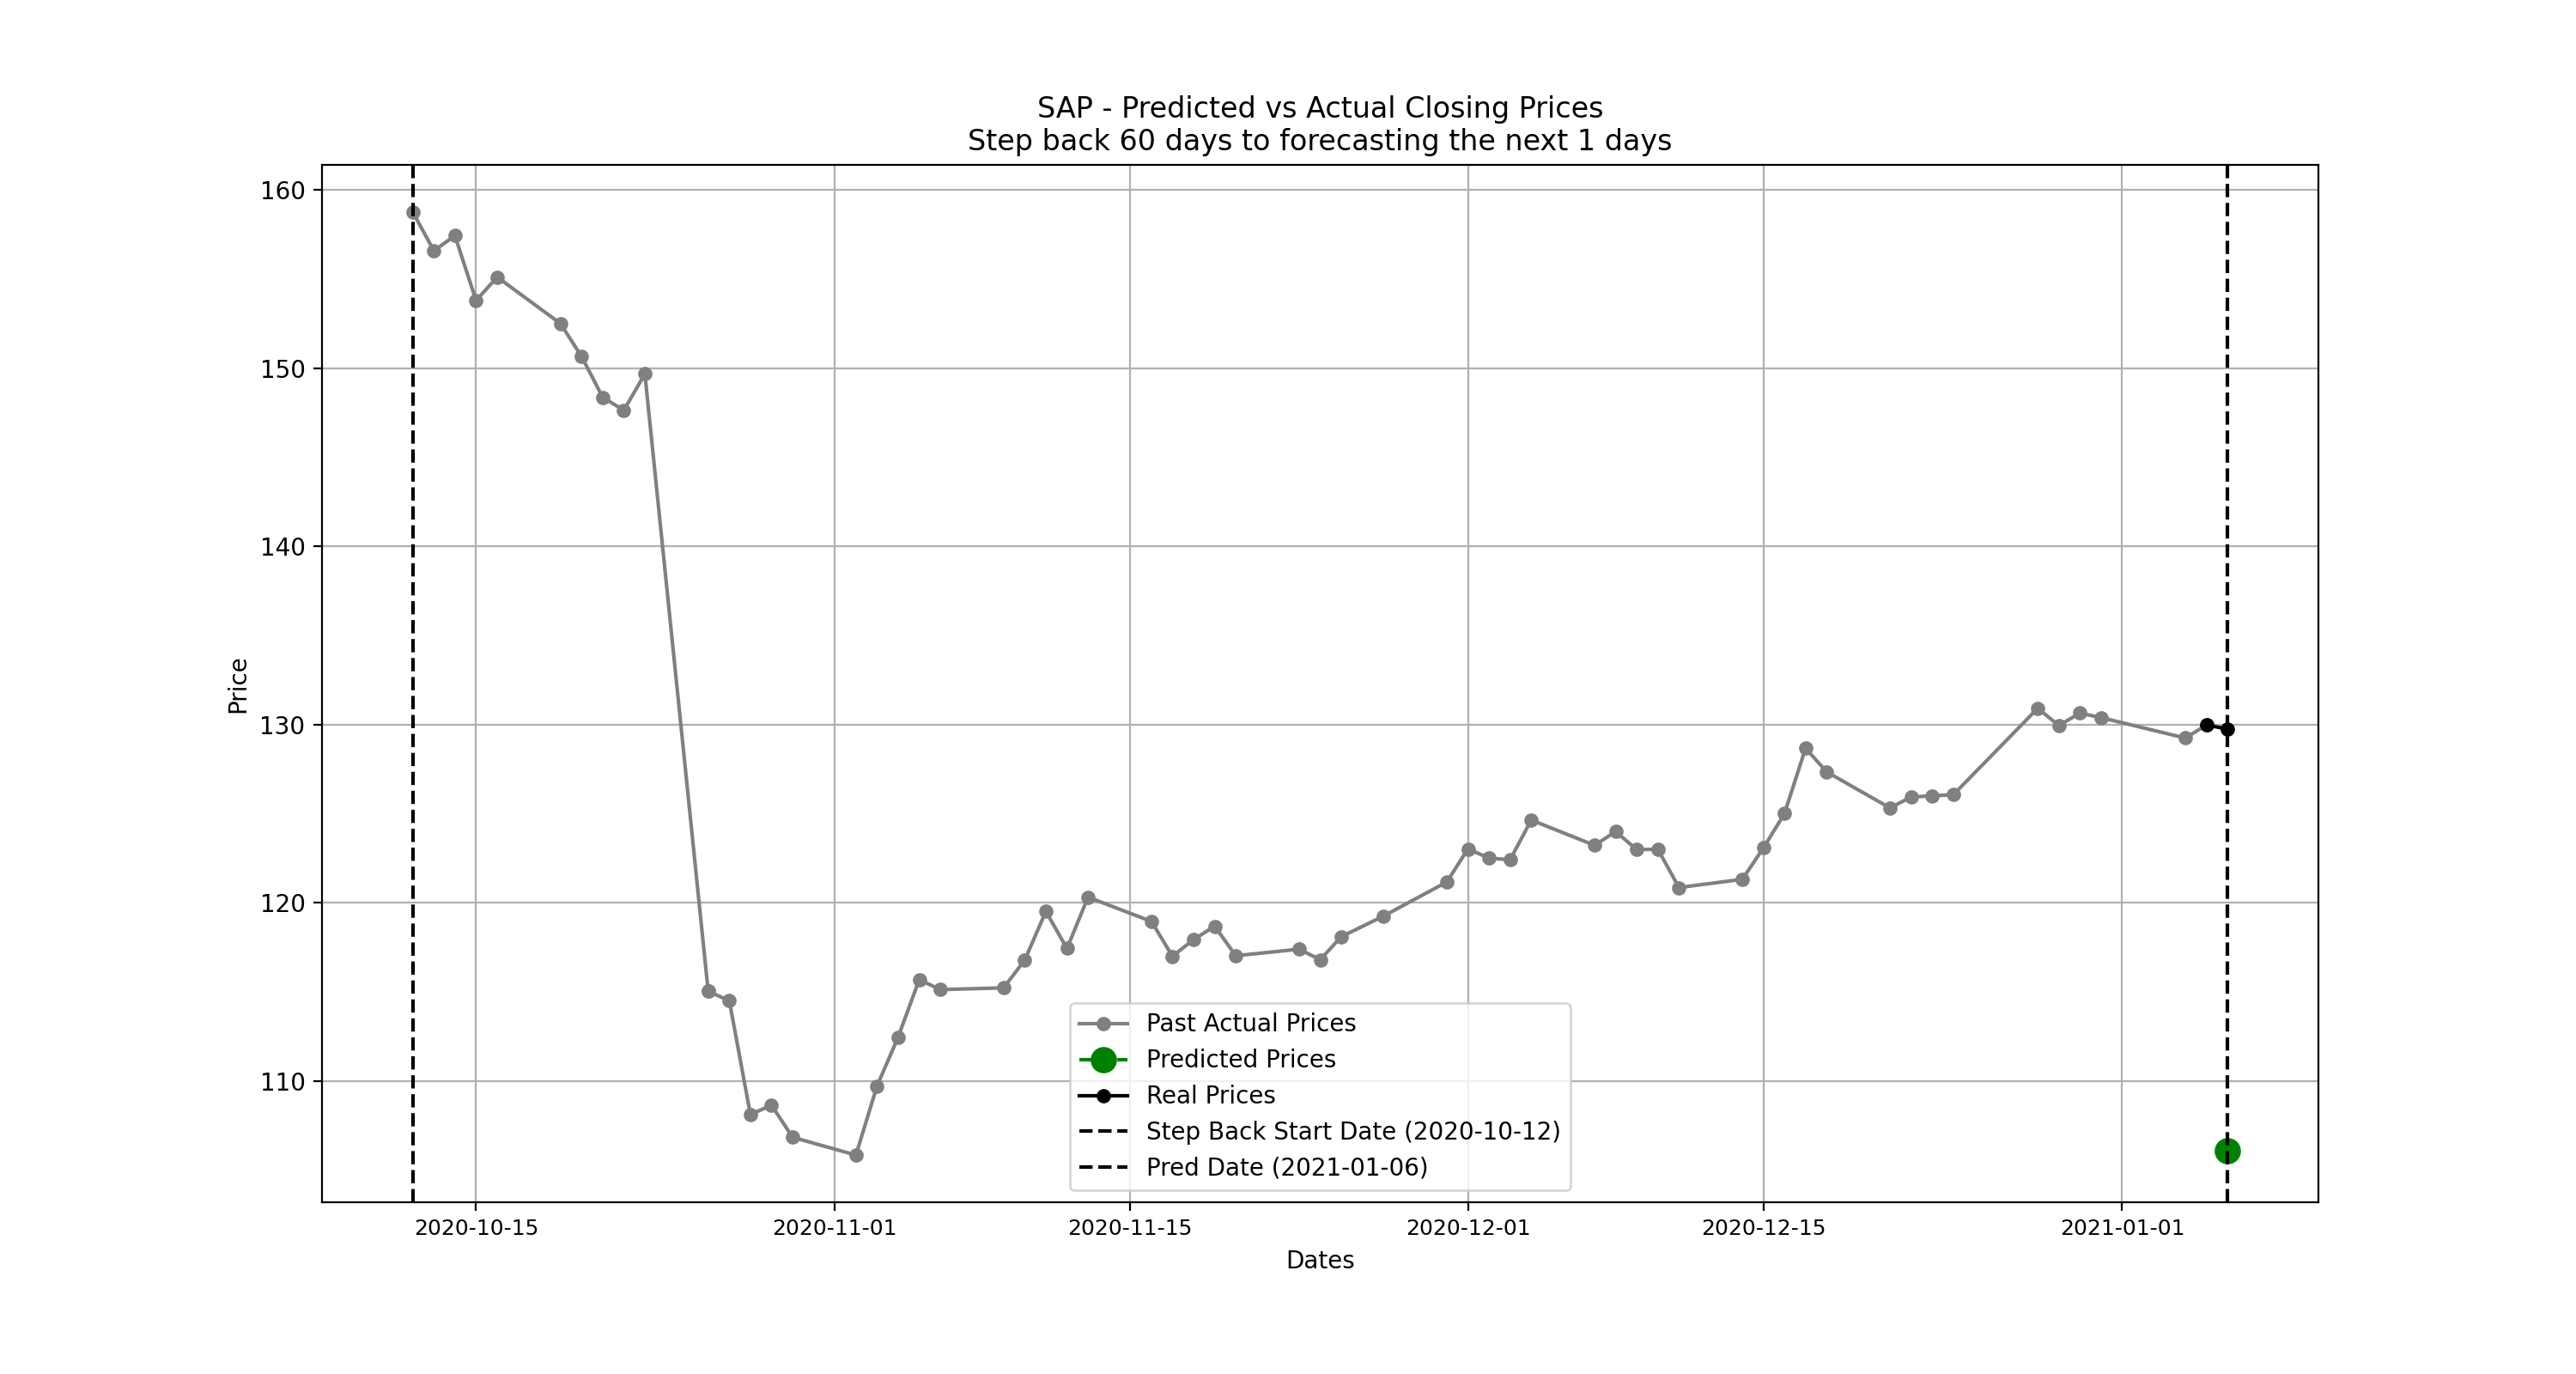 SAP - Predicted vs Actual Closing Prices
Step back 60 days to forecasting the next 1 days
160
150
140
130
120
110
Price
Past Actual Prices
Predicted Prices
Real Prices
Step Back Start Date (2020-10-12)
Pred Date (2021-01-06)
2020-10-15
2020-11-01
2020-11-15
2020-12-01
2020-12-15
2021-01-01
Dates